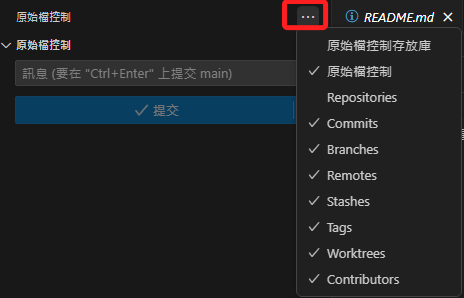 原始檔控制
README.md
原始檔控制
訊息 (要在 "Ctrl+Enter" 上提交 main)
提交
原始檔控制存放庫
原始檔控制
Repositories
Commits
Branches
Remotes
Stashes
Tags
Worktrees
Contributors